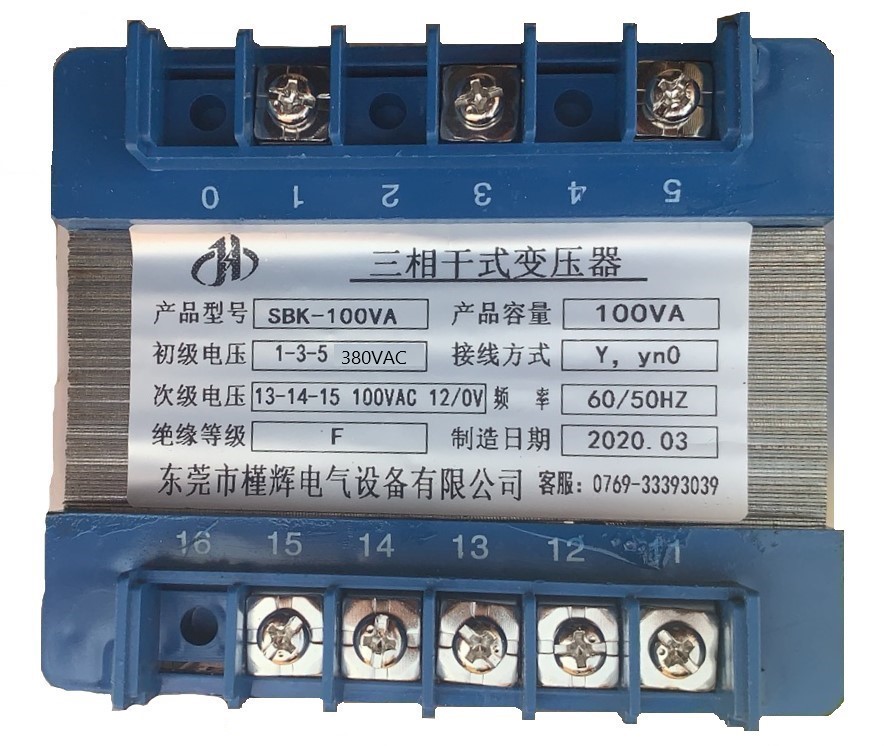 0 1 2 3 4 5
三相干式变压器
产品型号 SBK-100VA 产品容量 100VA
初级电压 1-3-5 380VAC 接线方式 Y, yn0
次级电压 13-14-15 100VAC 12/0V 频 率 60/50HZ
绝缘等级 F 制造日期 2020.03
东莞市槿辉电气设备有限公司 客服: 0769-33393039
16 15 14 13 12 11